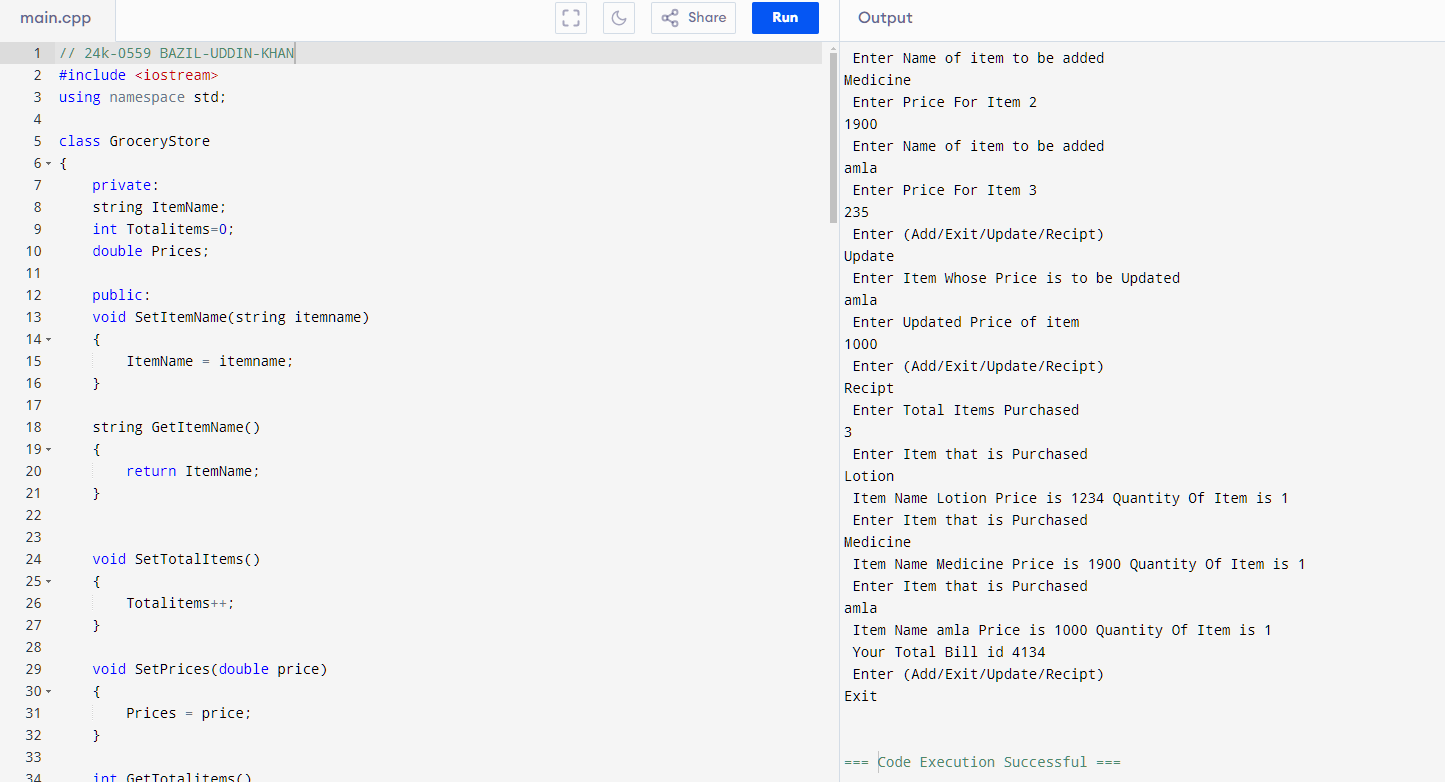 main.cpp
Share
Run
Output
1 // 24k-0559 BAZIL-UDDIN-KHAN
2 #include <iostream>
3 using namespace std;
4
5 class GroceryStore
6 {
7     private:
8     string ItemName;
9     int Totalitems=0;
10     double Prices;
11
12     public:
13     void SetItemName(string itemname)
14     {
15         ItemName = itemname;
16     }
17
18     string GetItemName()
19     {
20         return ItemName;
21     }
22
23
24     void SetTotalItems()
25     {
26         Totalitems++;
27     }
28
29     void SetPrices(double price)
30     {
31         Prices = price;
32     }
33
34     int GetTotalitems()
Enter Name of item to be added
Medicine
Enter Price For Item 2
1900
Enter Name of item to be added
amla
Enter Price For Item 3
235
Enter (Add/Exit/Update/Recipt)
Update
Enter Item Whose Price is to be Updated
amla
Enter Updated Price of item
1000
Enter (Add/Exit/Update/Recipt)
Recipt
Enter Total Items Purchased
3
Enter Item that is Purchased
Lotion
Item Name Lotion Price is 1234 Quantity Of Item is 1
Enter Item that is Purchased
Medicine
Item Name Medicine Price is 1900 Quantity Of Item is 1
Enter Item that is Purchased
amla
Item Name amla Price is 1000 Quantity Of Item is 1
Your Total Bill id 4134
Enter (Add/Exit/Update/Recipt)
Exit
=== Code Execution Successful ===